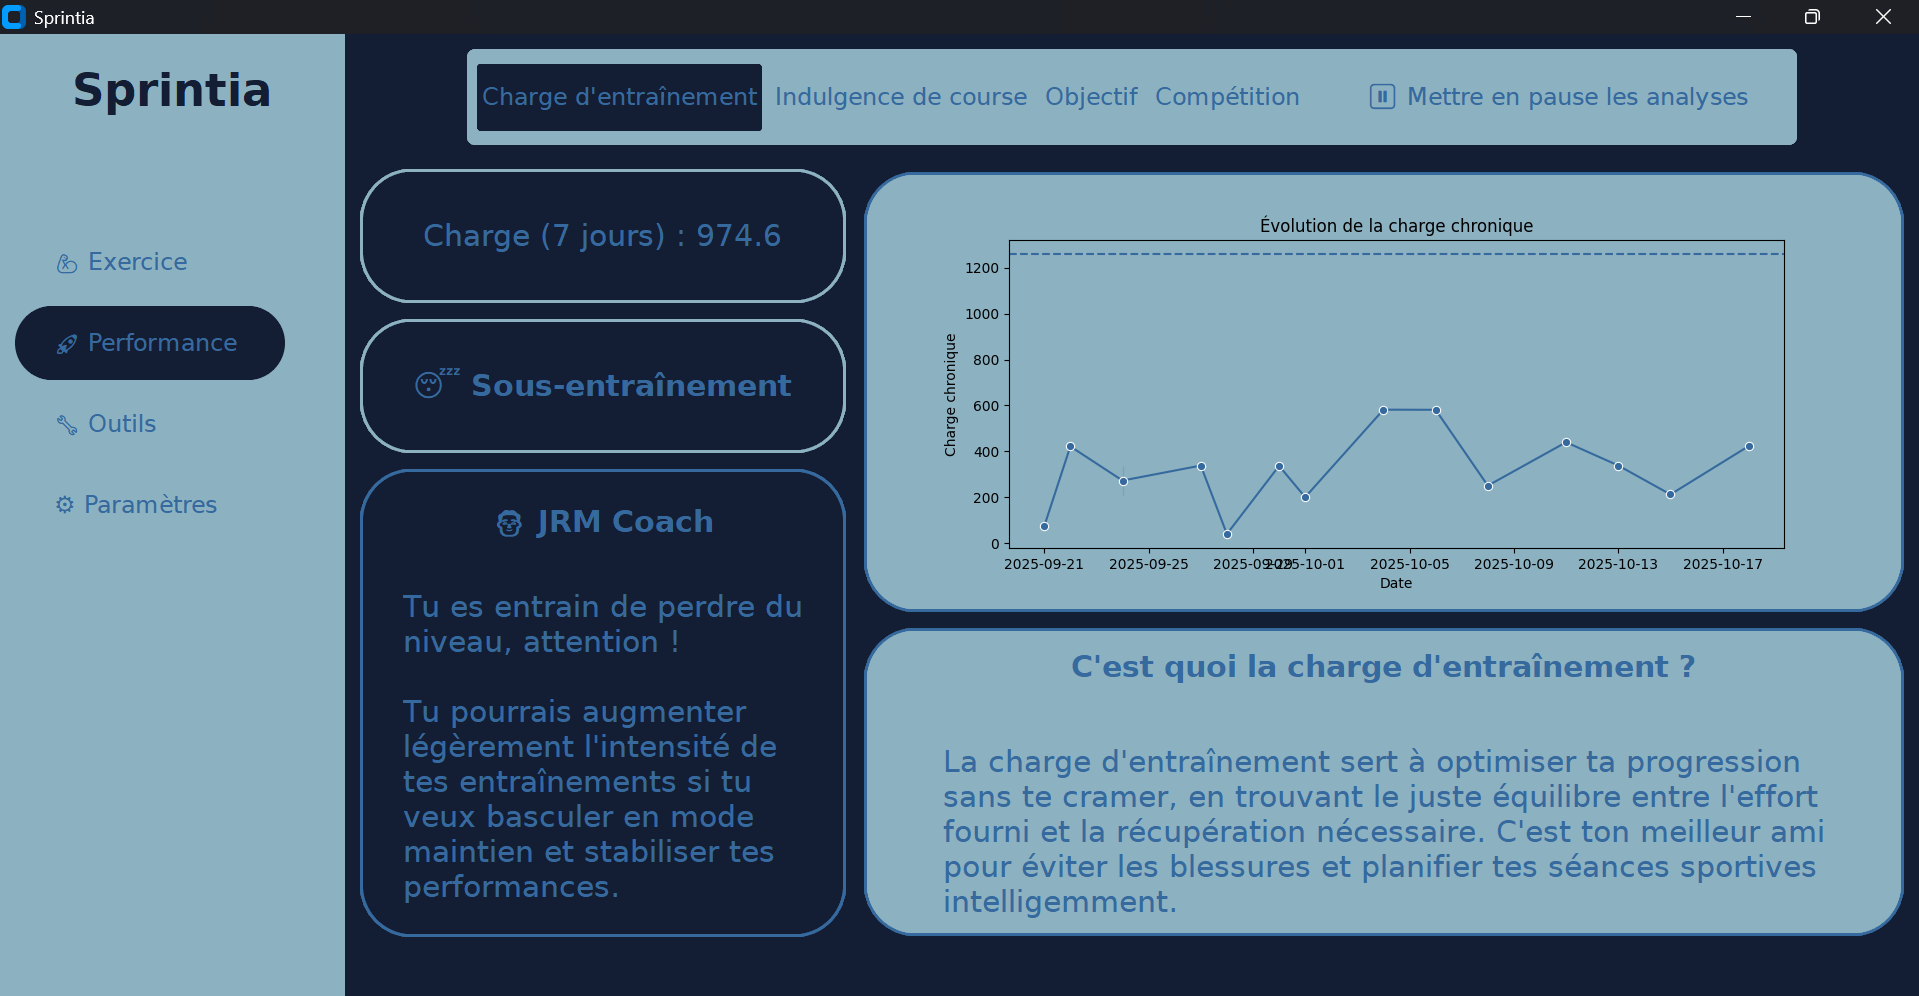 Sprintia
Sprintia
Exercice
Performance
Outils
Paramètres
Charge d'entraînement Indulgence de course Objectif Compétition Mettre en pause les analyses
Charge (7 jours) : 974.6
zzz Sous-entraînement
JRM Coach
Tu es entrain de perdre du
niveau, attention !
Tu pourrais augmenter
légèrement l'intensité de
tes entraînements si tu
veux basculer en mode
maintien et stabiliser tes
performances.
Évolution de la charge chronique
Charge chronique
1200
1000
800
600
400
200
0
2025-09-21 2025-09-25 2025-09-29 2025-10-01 2025-10-05 2025-10-09 2025-10-13 2025-10-17
Date
C'est quoi la charge d'entraînement ?
La charge d'entraînement sert à optimiser ta progression
sans te cramer, en trouvant le juste équilibre entre l'effort
fourni et la récupération nécessaire. C'est ton meilleur ami
pour éviter les blessures et planifier tes séances sportives
intelligemment.